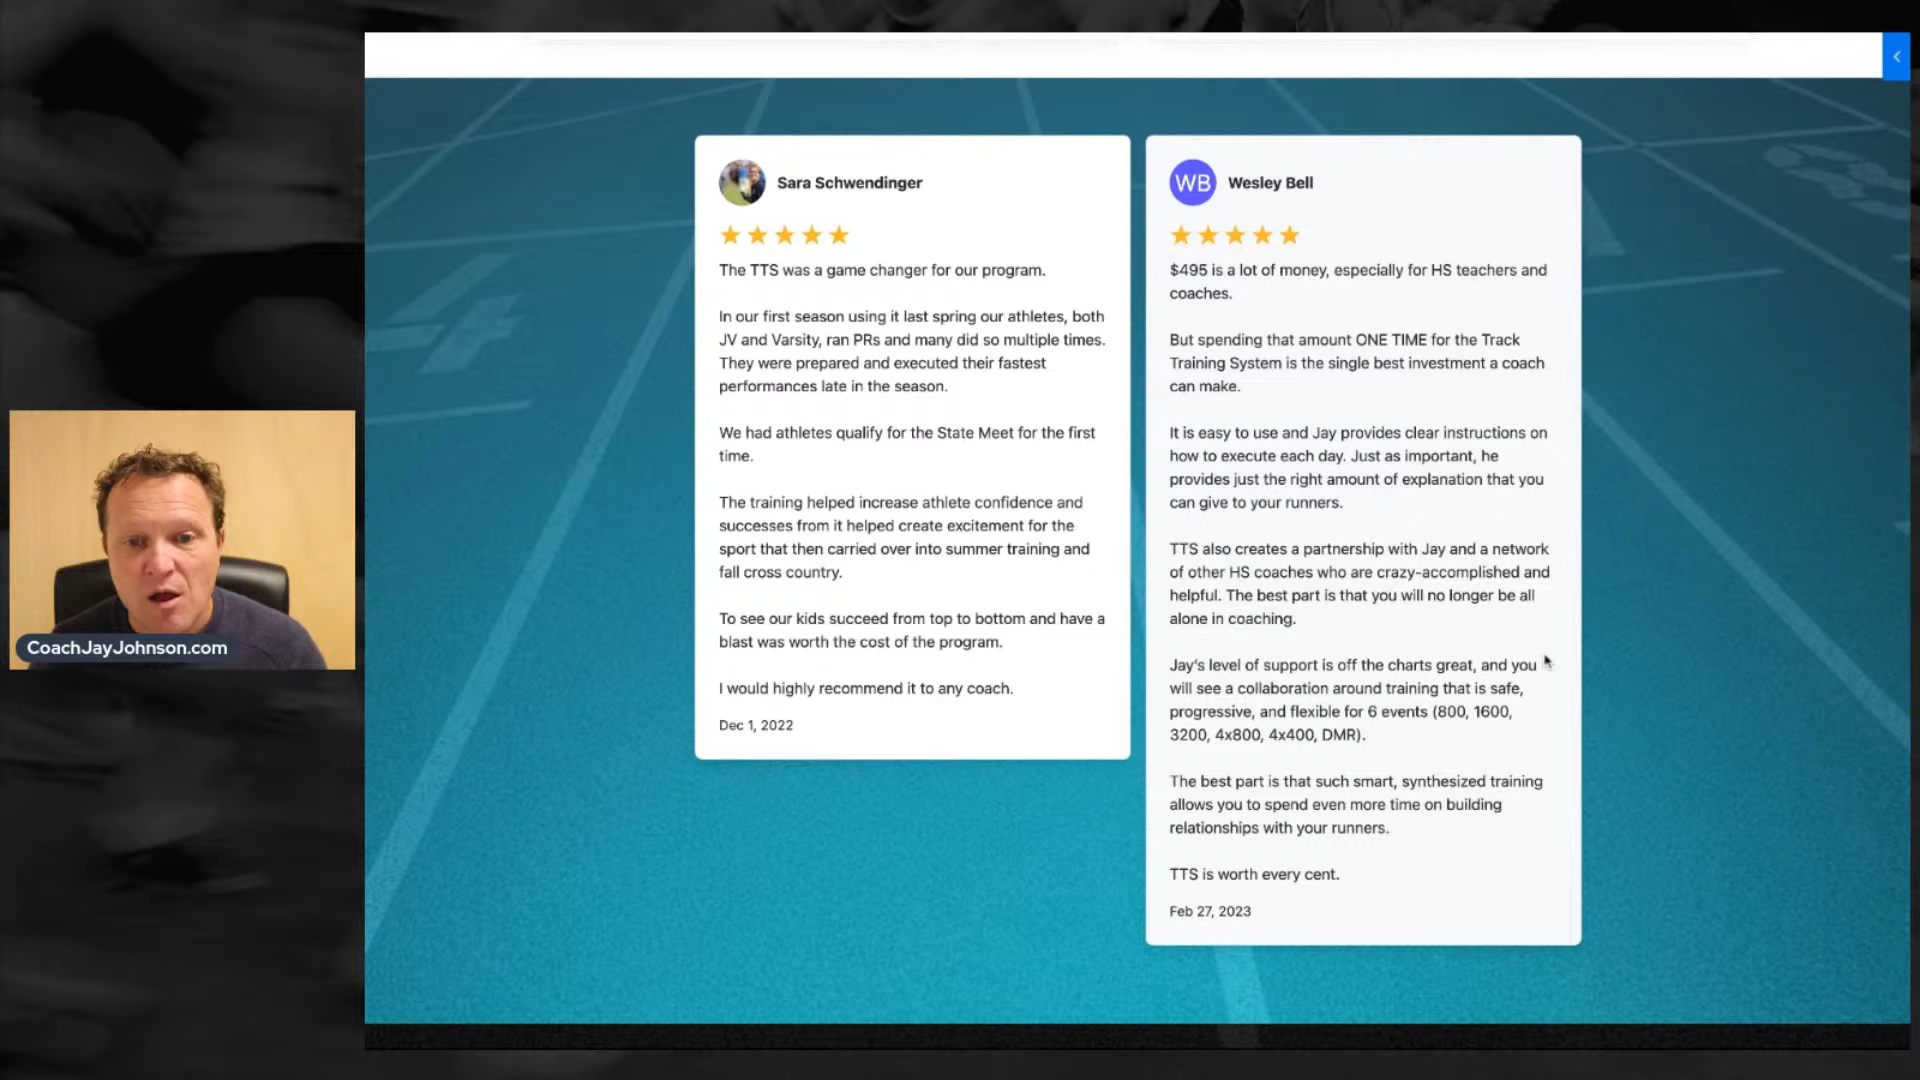 Sara Schwendinger
The TTS was a game changer for our program.
In our first season using it last spring our athletes, both
JV and Varsity, ran PRs and many did so multiple times.
They were prepared and executed their fastest
performances late in the season.
We had athletes qualify for the State Meet for the first
time.
The training helped increase athlete confidence and
successes from it helped create excitement for the
sport that then carried over into summer training and
fall cross country.
To see our kids succeed from top to bottom and have a
blast was worth the cost of the program.
I would highly recommend it to any coach.
Dec 1, 2022
WB Wesley Bell
$495 is a lot of money, especially for HS teachers and
coaches.
But spending that amount ONE TIME for the Track
Training System is the single best investment a coach
can make.
It is easy to use and Jay provides clear instructions on
how to execute each day. Just as important, he
provides just the right amount of explanation that you
can give to your runners.
TTS also creates a partnership with Jay and a network
of other HS coaches who are crazy-accomplished and
helpful. The best part is that you will no longer be all
alone in coaching.
Jay's level of support is off the charts great, and you
will see a collaboration around training that is safe,
progressive, and flexible for 6 events (800, 1600,
3200, 4x800, 4x400, DMR).
The best part is that such smart, synthesized training
allows you to spend even more time on building
relationships with your runners.
TTS is worth every cent.
Feb 27, 2023
CoachJayJohnson.com
4